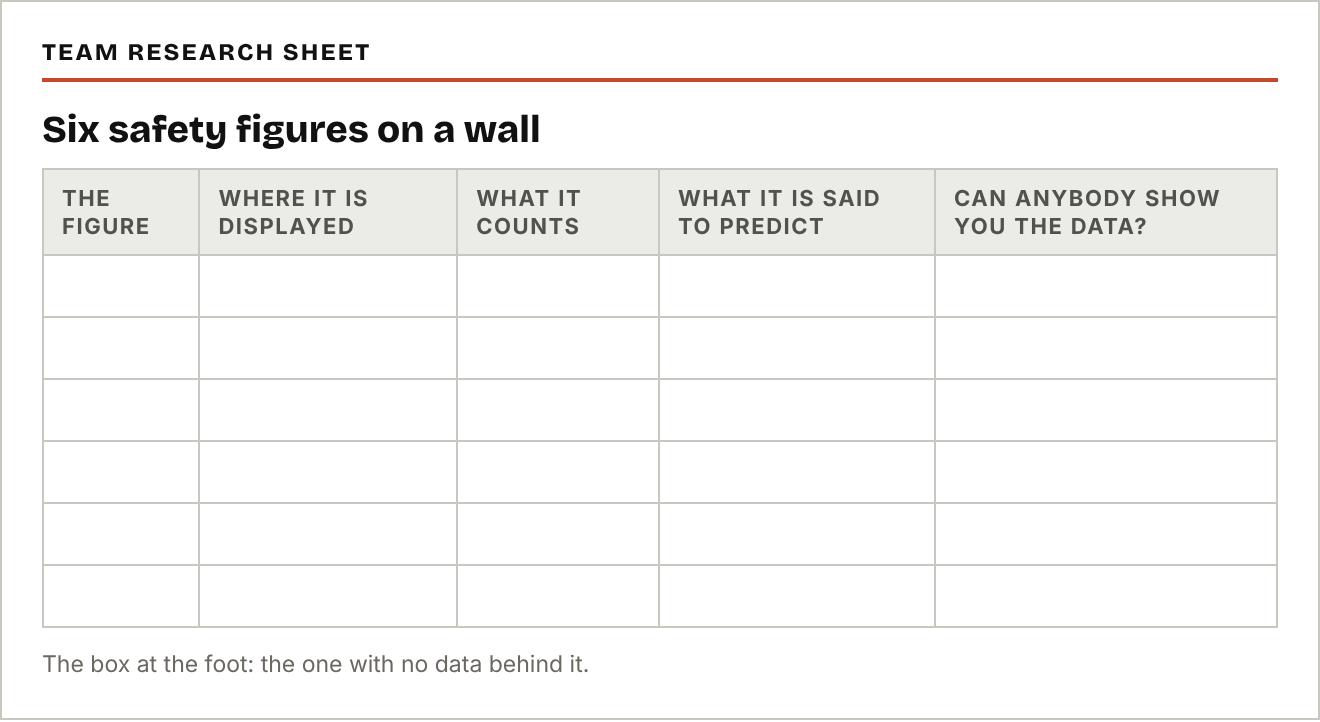 TEAM RESEARCH SHEET
Six safety figures on a wall
THE
FIGURE
WHERE IT IS
DISPLAYED
WHAT IT
COUNTS
WHAT IT IS SAID
TO PREDICT
CAN ANYBODY SHOW
YOU THE DATA?
The box at the foot: the one with no data behind it.